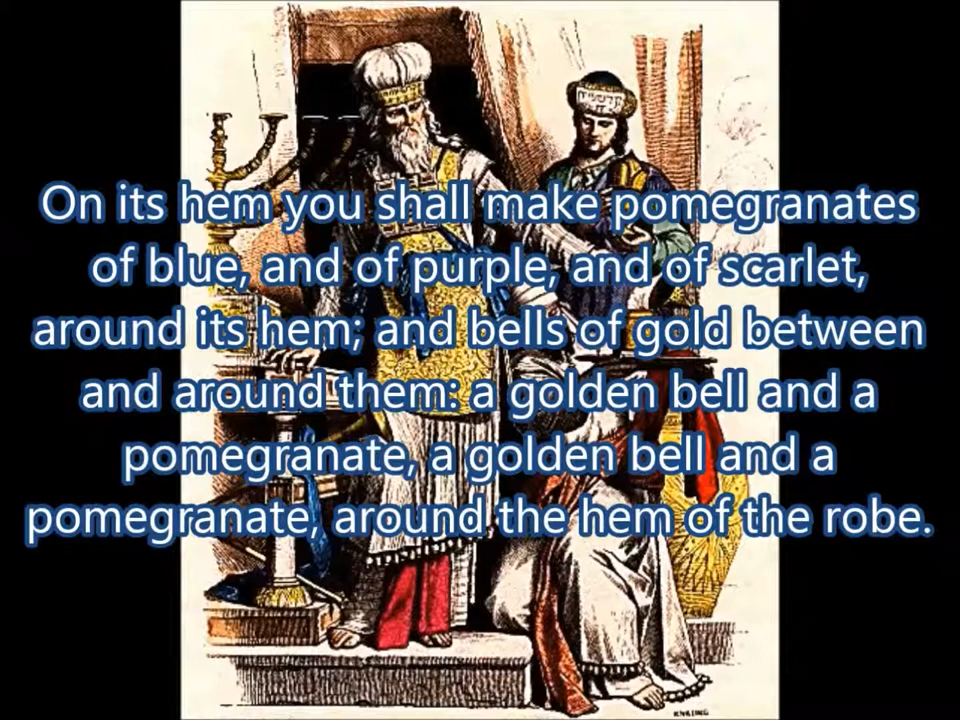 On its hem you shall make pomegranates
of blue, and of purple, and of scarlet,
around its hem; and bells of gold between
and around them: a golden bell and a
pomegranate, a golden bell and a
pomegranate, around the hem of the robe.